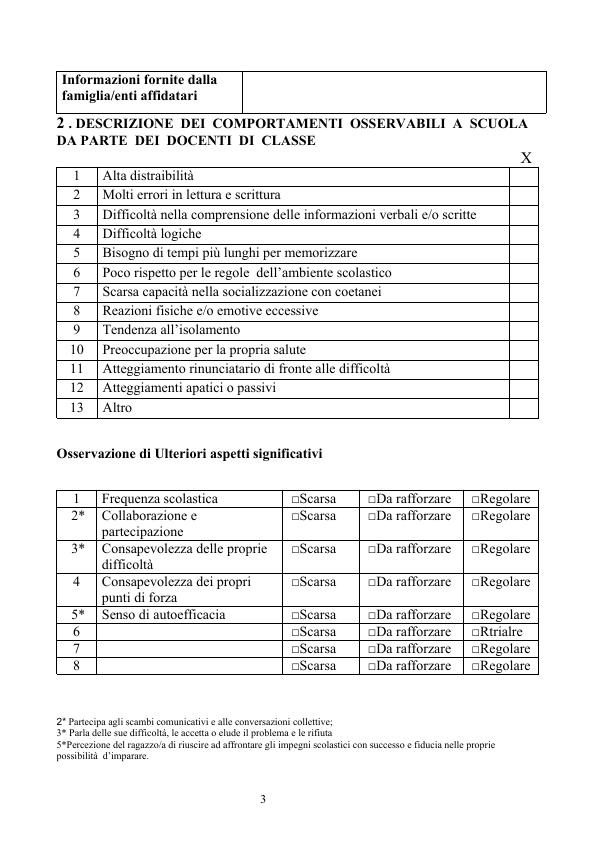 Informazioni fornite dalla
famiglia/enti affidatari
2 . DESCRIZIONE DEI COMPORTAMENTI OSSERVABILI A SCUOLA
DA PARTE DEI DOCENTI DI CLASSE
X
1 Alta distraibilità
2 Molti errori in lettura e scrittura
3 Difficoltà nella comprensione delle informazioni verbali e/o scritte
4 Difficoltà logiche
5 Bisogno di tempi più lunghi per memorizzare
6 Poco rispetto per le regole dell’ambiente scolastico
7 Scarsa capacità nella socializzazione con coetanei
8 Reazioni fisiche e/o emotive eccessive
9 Tendenza all’isolamento
10 Preoccupazione per la propria salute
11 Atteggiamento rinunciatario di fronte alle difficoltà
12 Atteggiamenti apatici o passivi
13 Altro
Osservazione di Ulteriori aspetti significativi
1 Frequenza scolastica □Scarsa □Da rafforzare □Regolare
2* Collaborazione e □Scarsa □Da rafforzare □Regolare
partecipazione
3* Consapevolezza delle proprie □Scarsa □Da rafforzare □Regolare
difficoltà
4 Consapevolezza dei propri □Scarsa □Da rafforzare □Regolare
punti di forza
5* Senso di autoefficacia □Scarsa □Da rafforzare □Regolare
6 □Scarsa □Da rafforzare □Rtrialre
7 □Scarsa □Da rafforzare □Regolare
8 □Scarsa □Da rafforzare □Regolare
2* Partecipa agli scambi comunicativi e alle conversazioni collettive;
3* Parla delle sue difficoltà, le accetta o elude il problema e le rifiuta
5*Percezione del ragazzo/a di riuscire ad affrontare gli impegni scolastici con successo e fiducia nelle proprie
possibilità d’imparare.
3